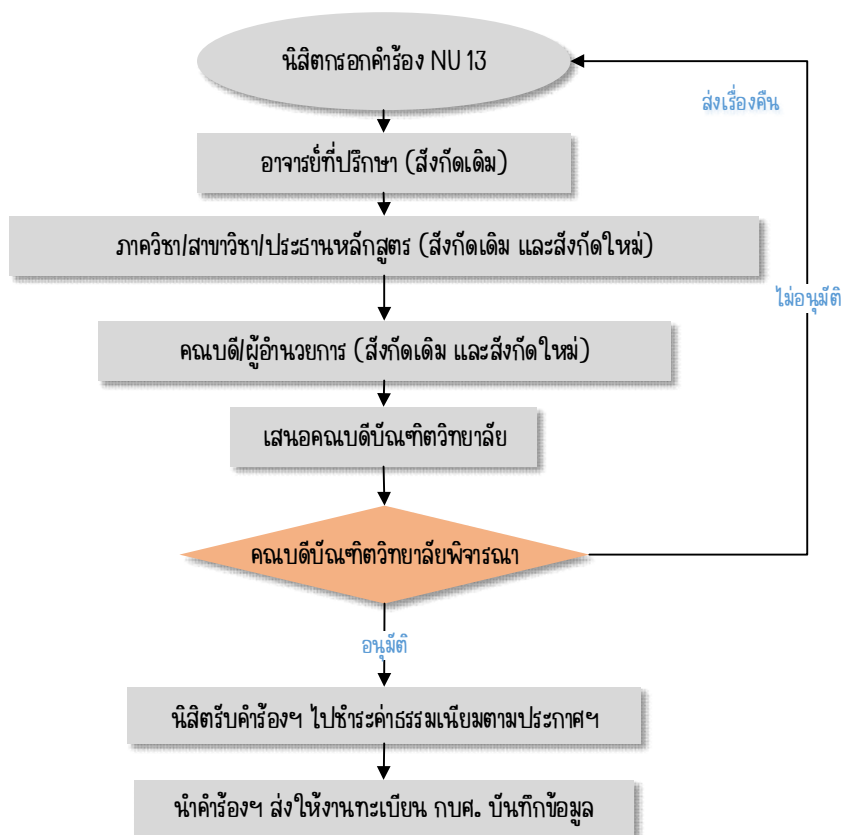 นิสิตกรอกคำร้อง NU 13
ส่งเรื่องคืน
อาจารย์ที่ปรึกษา (สังกัดเดิม)
ภาควิชา/สาขาวิชา/ประธานหลักสูตร (สังกัดเดิม และสังกัดใหม่)
ไม่อนุมัติ
คณบดี/ผู้อำนวยการ (สังกัดเดิม และสังกัดใหม่)
เสนอคณบดีบัณฑิตวิทยาลัย
คณบดีบัณฑิตวิทยาลัยพิจารณา
อนุมัติ
นิสิตรับคำร้องฯ ไปชำระค่าธรรมเนียมตามประกาศฯ
นำคำร้องฯ ส่งให้งานทะเบียน กบศ. บันทึกข้อมูล